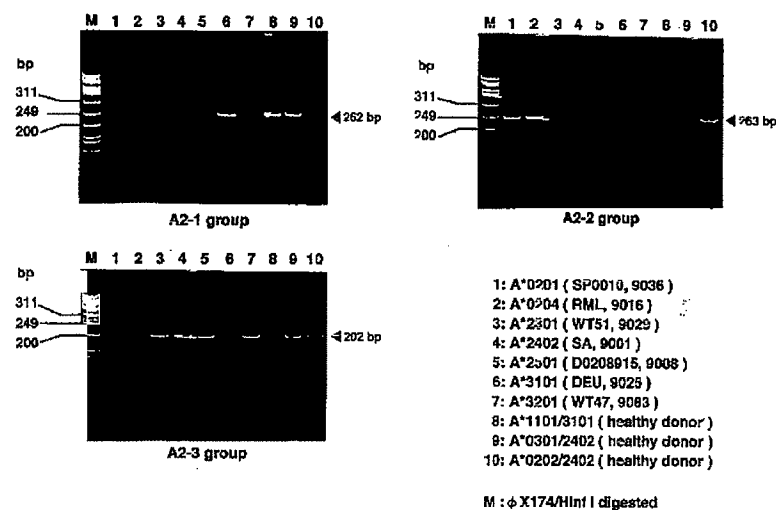 M 1 2 3 4 5 6 7 8 9 10
bp
311
249
200
262 bp
A2-1 group
M 1 2 3 4 5 6 7 8 9 10
bp
311
249
200
263 bp
A2-2 group
M 1 2 3 4 5 6 7 8 9 10
bp
311
249
200
202 bp
A2-3 group
1: A*0201 ( SP0010, 9036 )
2: A*0204 ( RML, 9016 )
3: A*2301 ( WT51, 9029 )
4: A*2402 ( SA, 9001 )
5: A*2501 ( D0208915, 9008 )
6: A*3101 ( DEU, 9025 )
7: A*3201 ( WT47, 9063 )
8: A*1101/3101 ( healthy donor )
9: A*0301/2402 ( healthy donor )
10: A*0202/2402 ( healthy donor )
M : ϕ X174/Hinf I digested